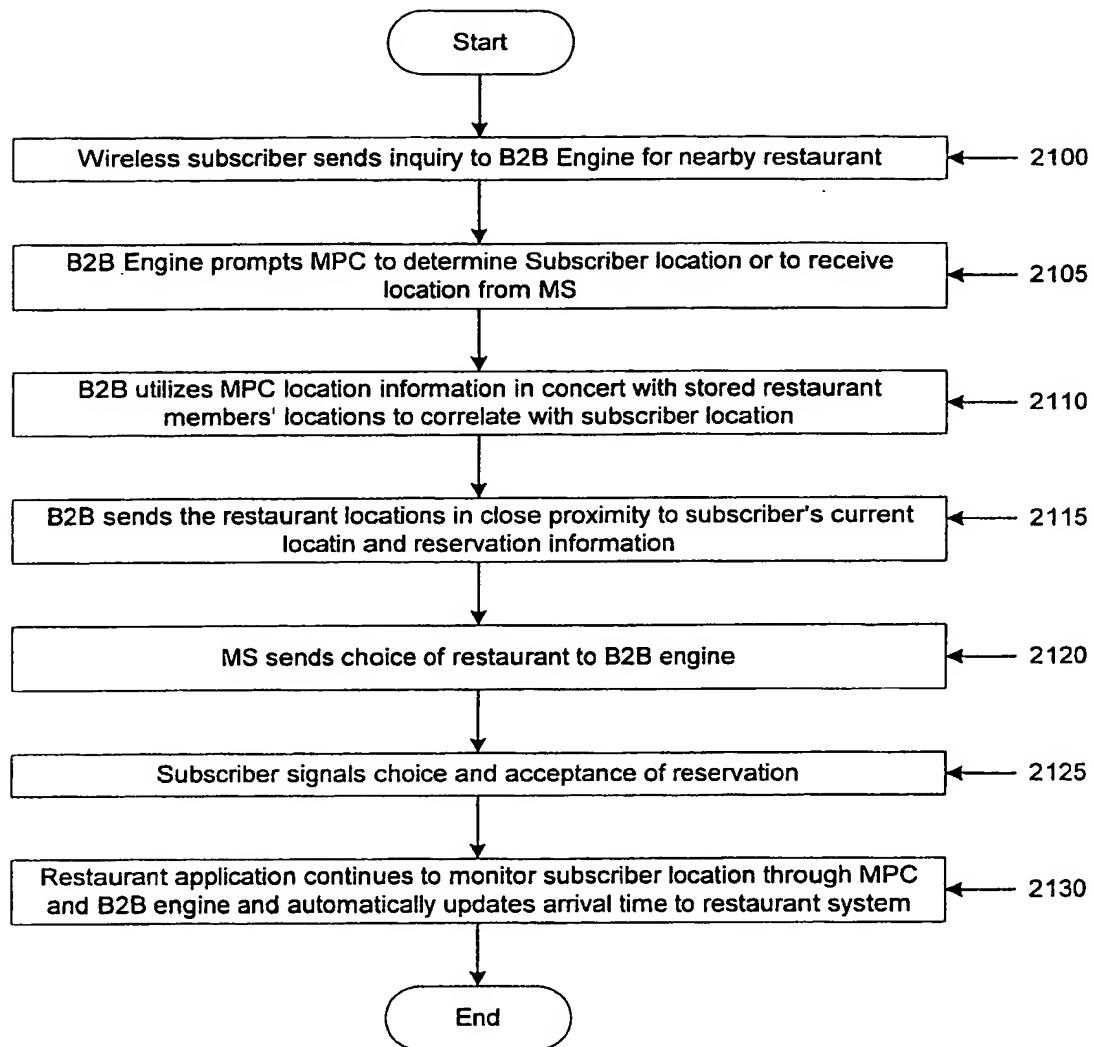 Start
Wireless subscriber sends inquiry to B2B Engine for nearby restaurant
2100
B2B Engine prompts MPC to determine Subscriber location or to receive
location from MS
2105
B2B utilizes MPC location information in concert with stored restaurant
members' locations to correlate with subscriber location
2110
B2B sends the restaurant locations in close proximity to subscriber's current
locatin and reservation information
2115
MS sends choice of restaurant to B2B engine
2120
Subscriber signals choice and acceptance of reservation
2125
Restaurant application continues to monitor subscriber location through MPC
and B2B engine and automatically updates arrival time to restaurant system
2130
End